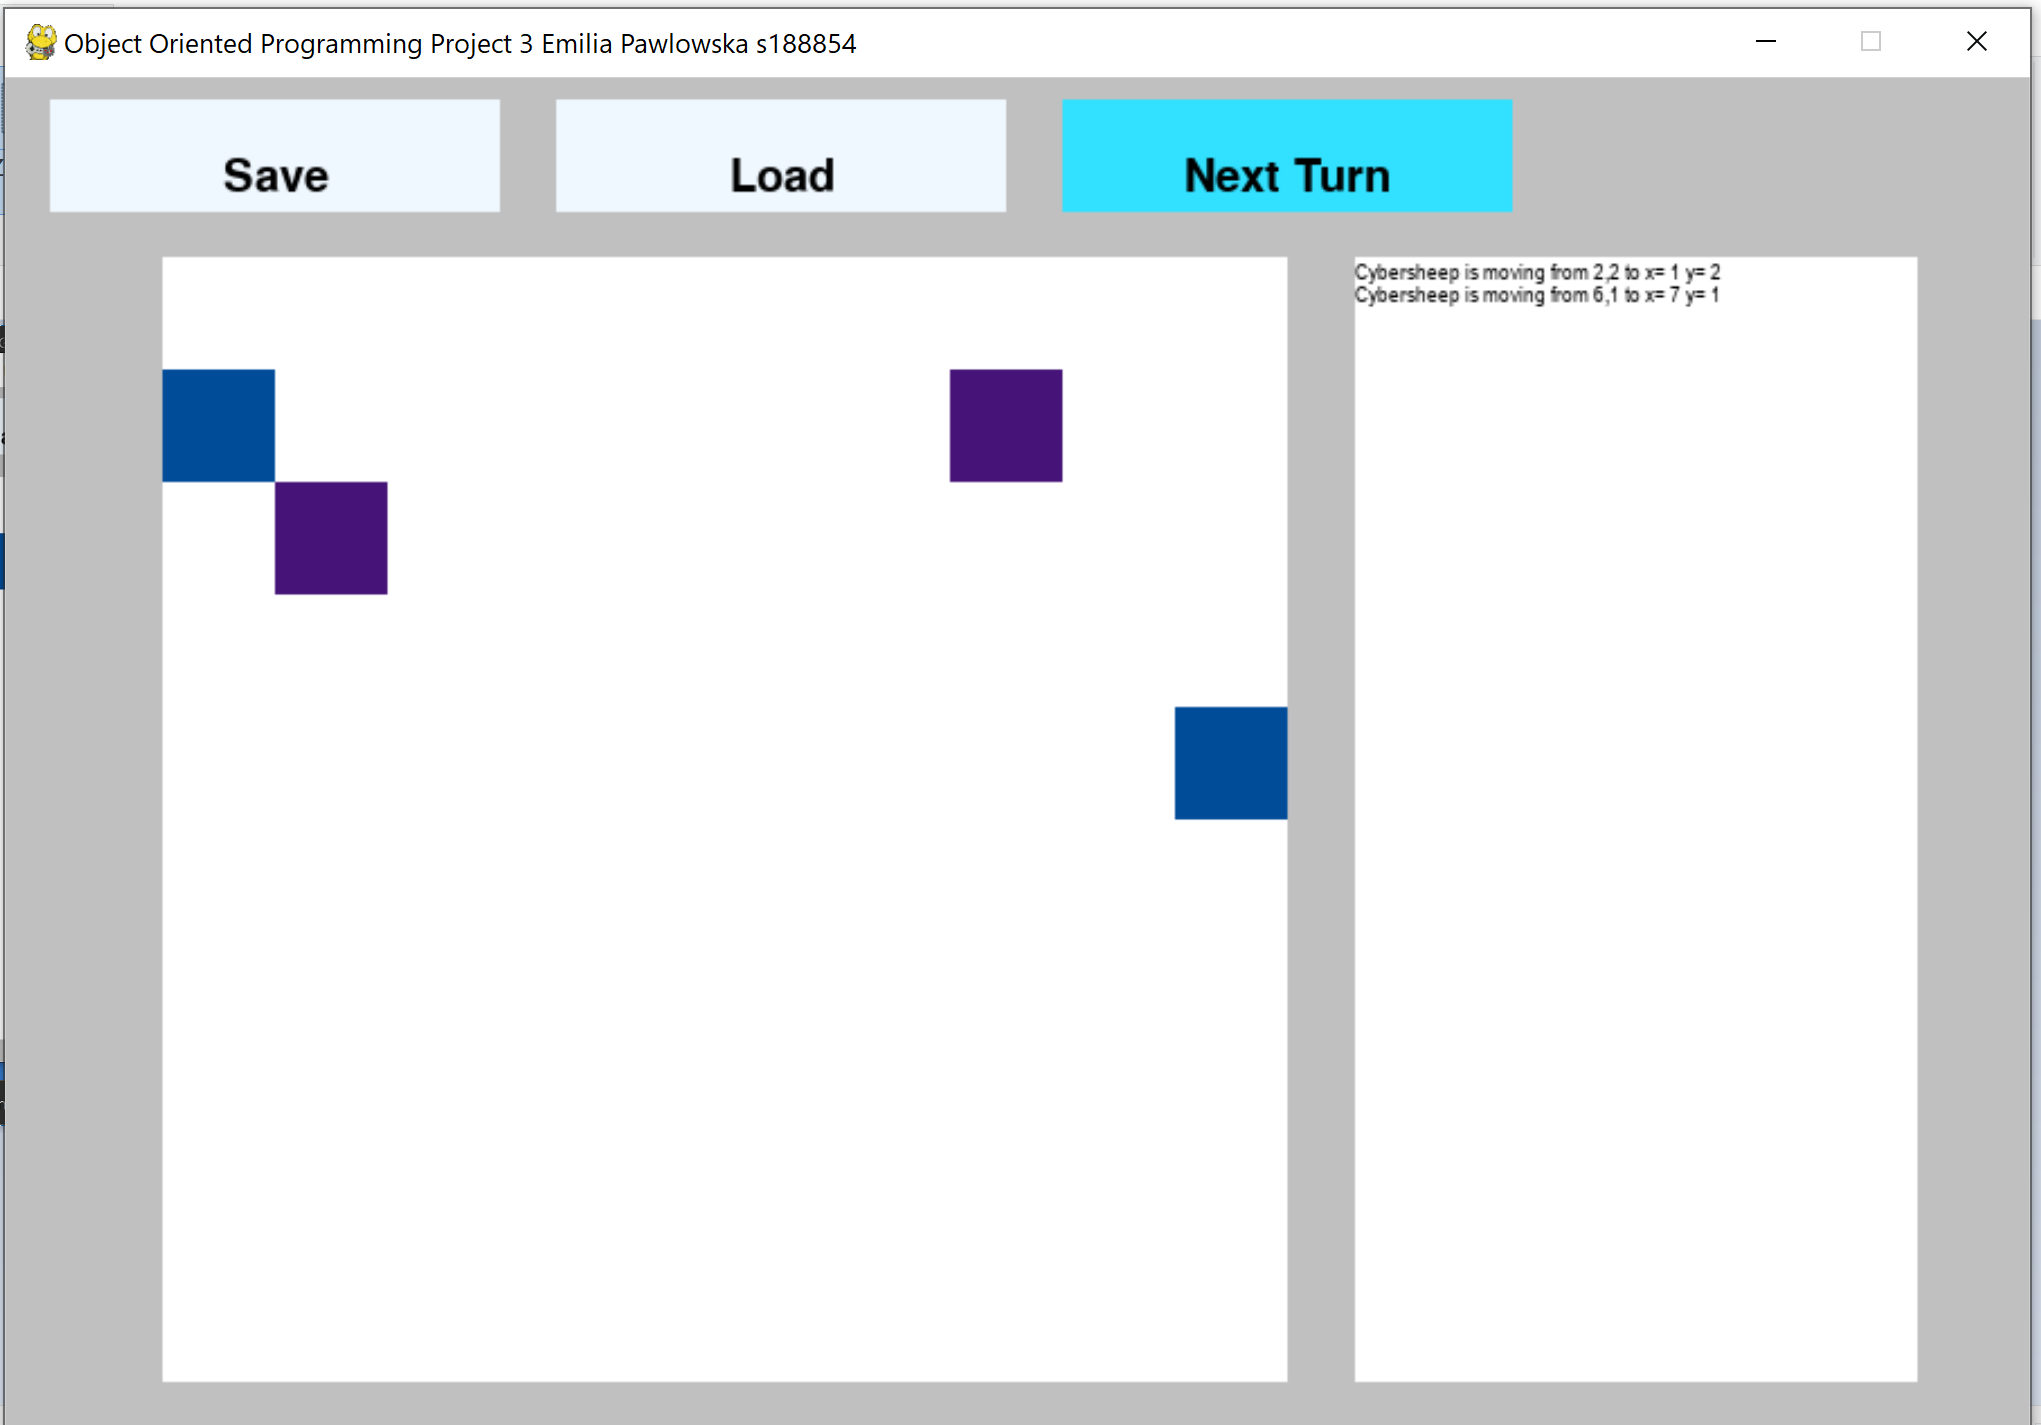 Object Oriented Programming Project 3 Emilia Pawlowska s188854
Save
Load
Next Turn
Cybersheep is moving from 2,2 to x= 1 y= 2
Cybersheep is moving from 6,1 to x= 7 y= 1